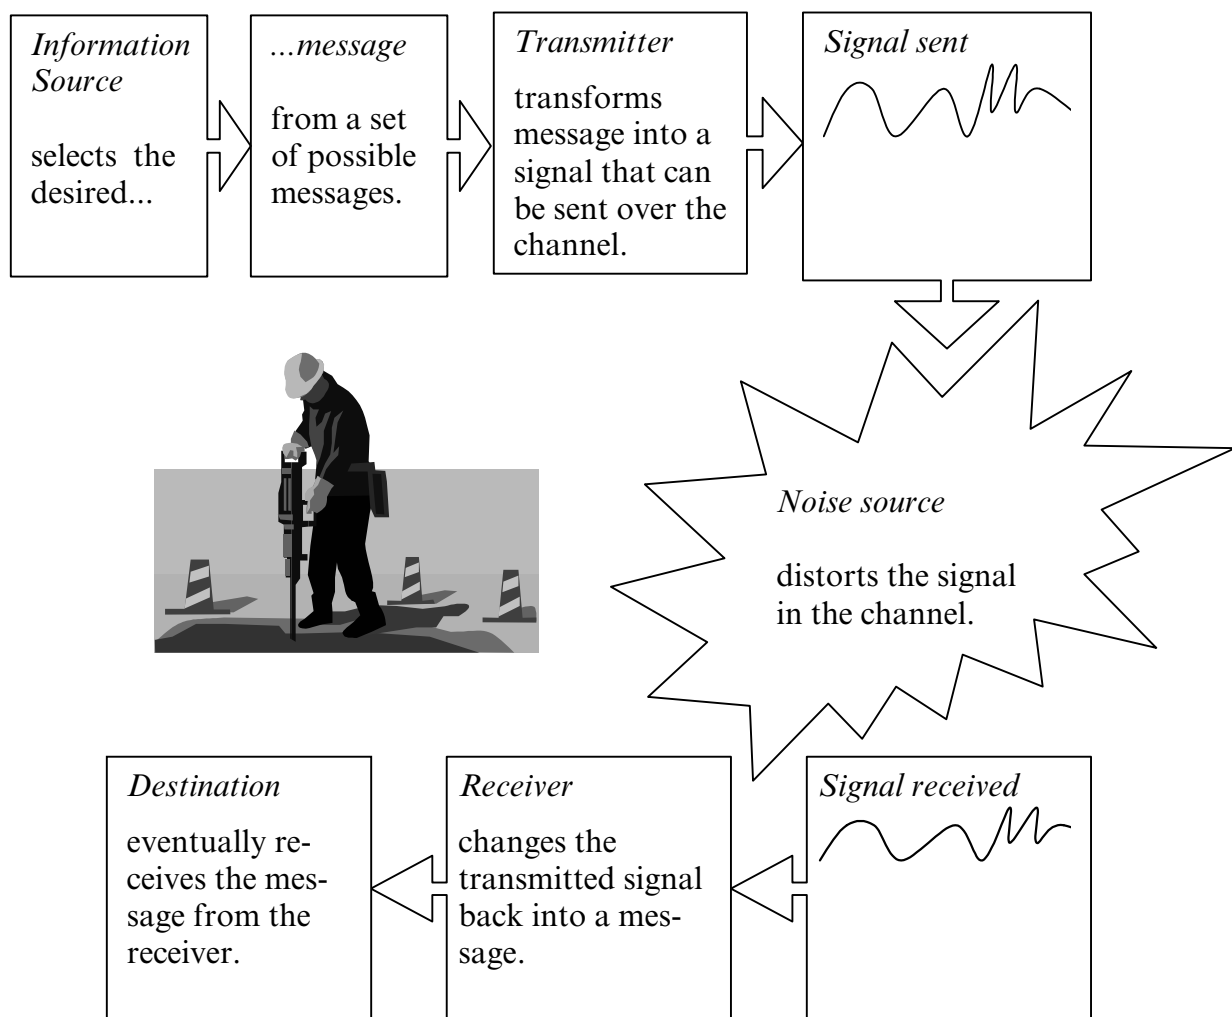 Information
Source
selects the
desired...
...message
from a set
of possible
messages.
Transmitter
transforms
message into a
signal that can
be sent over the
channel.
Signal sent
Noise source
distorts the signal
in the channel.
Destination
eventually re-
ceives the mes-
sage from the
receiver.
Receiver
changes the
transmitted signal
back into a mes-
sage.
Signal received